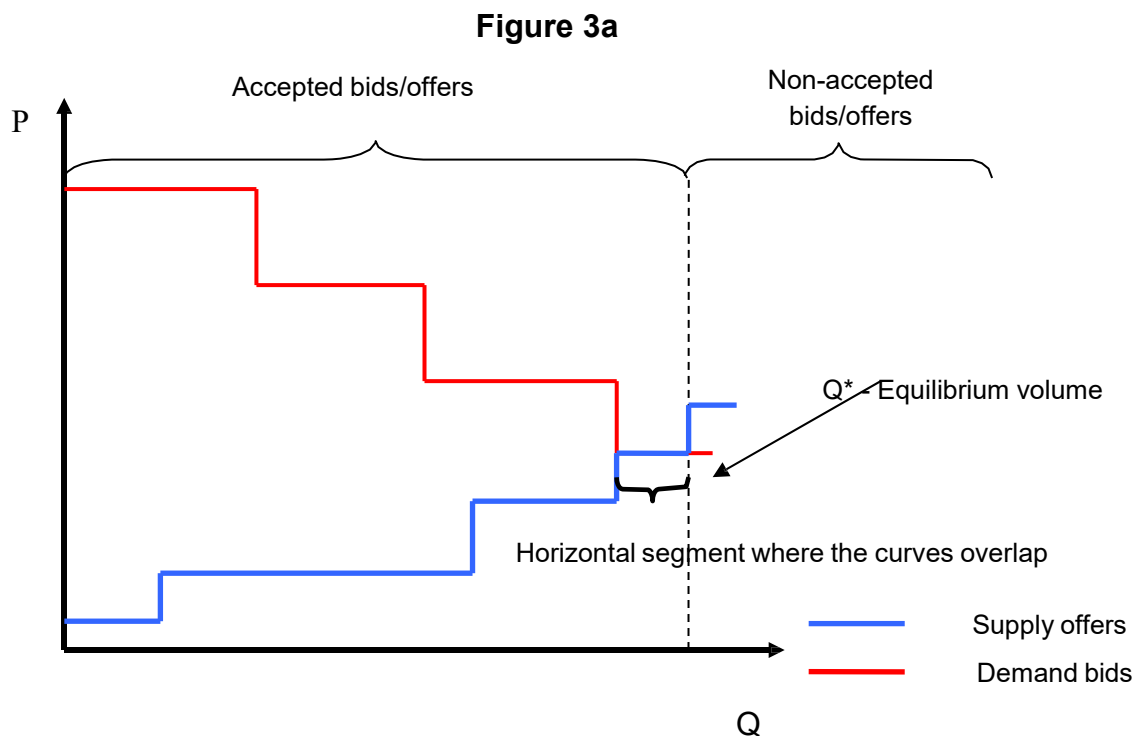 Figure 3a
Accepted bids/offers
Non-accepted
bids/offers
P
Q* - Equilibrium volume
Horizontal segment where the curves overlap
Supply offers
Demand bids
Q